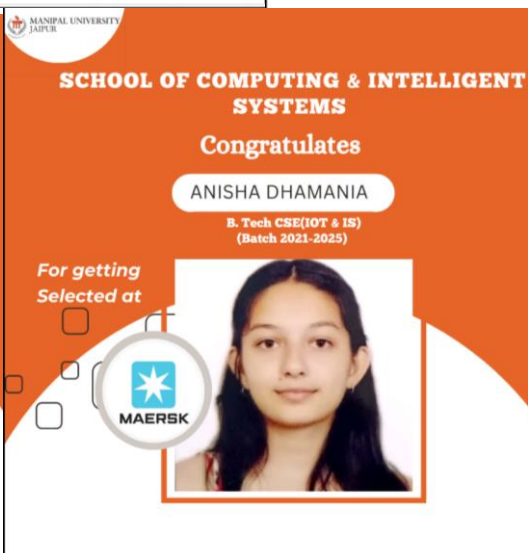 MANIPAL UNIVERSITY
JAIPUR
SCHOOL OF COMPUTING & INTELLIGENT
SYSTEMS
Congratulates
ANISHA DHAMANIA
B. Tech CSE(IOT & IS)
(Batch 2021-2025)
For getting
Selected at
MAERSK